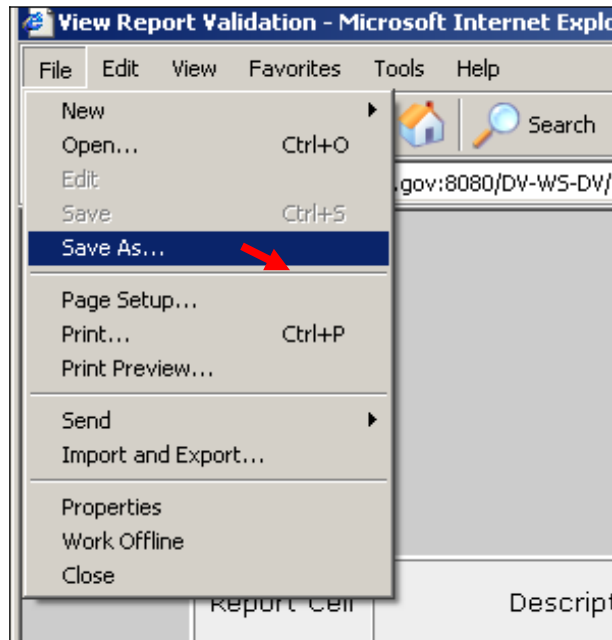 View Report Validation - Microsoft Internet Explo
File Edit View Favorites Tools Help
New
Open... Ctrl+O
Edit
Save Ctrl+S
Save As...
Page Setup...
Print... Ctrl+P
Print Preview...
Send
Import and Export...
Properties
Work Offline
Close
Search
.gov:8080/DV-WS-DV/
Report Cell Descript